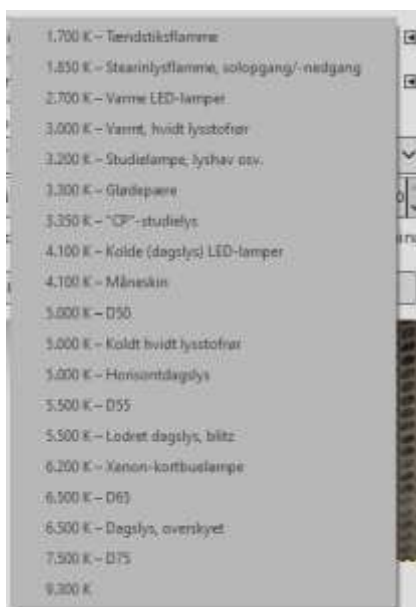 1.700 K – Tændstiksflamme
1.850 K – Stearinlysflamme, solopgang/-nedgang
2.700 K – Varme LED-lamper
3.000 K – Varmt, hvidt lysstofrør
3.200 K – Studielampe, lyshav osv.
3.300 K – Glødepære
3.350 K – "CP"-studielys
4.100 K – Kolde (dagslys) LED-lamper
4.100 K – Måneskin
5.000 K – D50
5.000 K – Koldt hvidt lysstofrør
5.000 K – Horisontdagslys
5.500 K – D55
5.500 K – Lodret dagslys, blitz
6.200 K – Xenon-kortbuelampe
6.500 K – D65
6.500 K – Dagslys, overskyet
7.500 K – D75
9.300 K